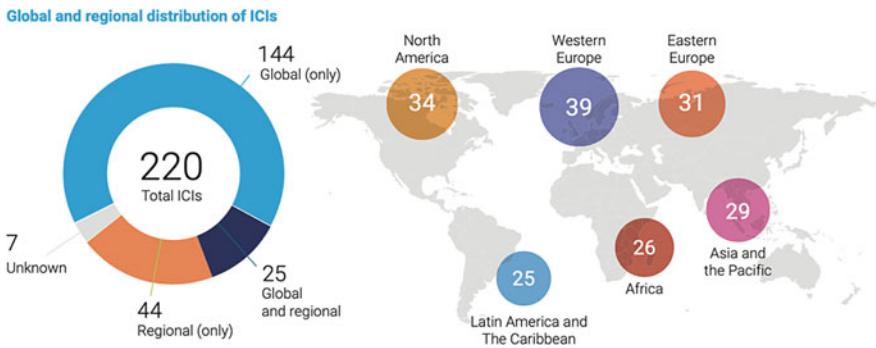 Global and regional distribution of ICIs
144
Global (only)
220
Total ICIs
7
Unknown
44
Regional (only)
25
Global
and regional
North
America
34
Western
Europe
39
Eastern
Europe
31
29
Asia and
the Pacific
26
Africa
25
Latin America and
The Caribbean